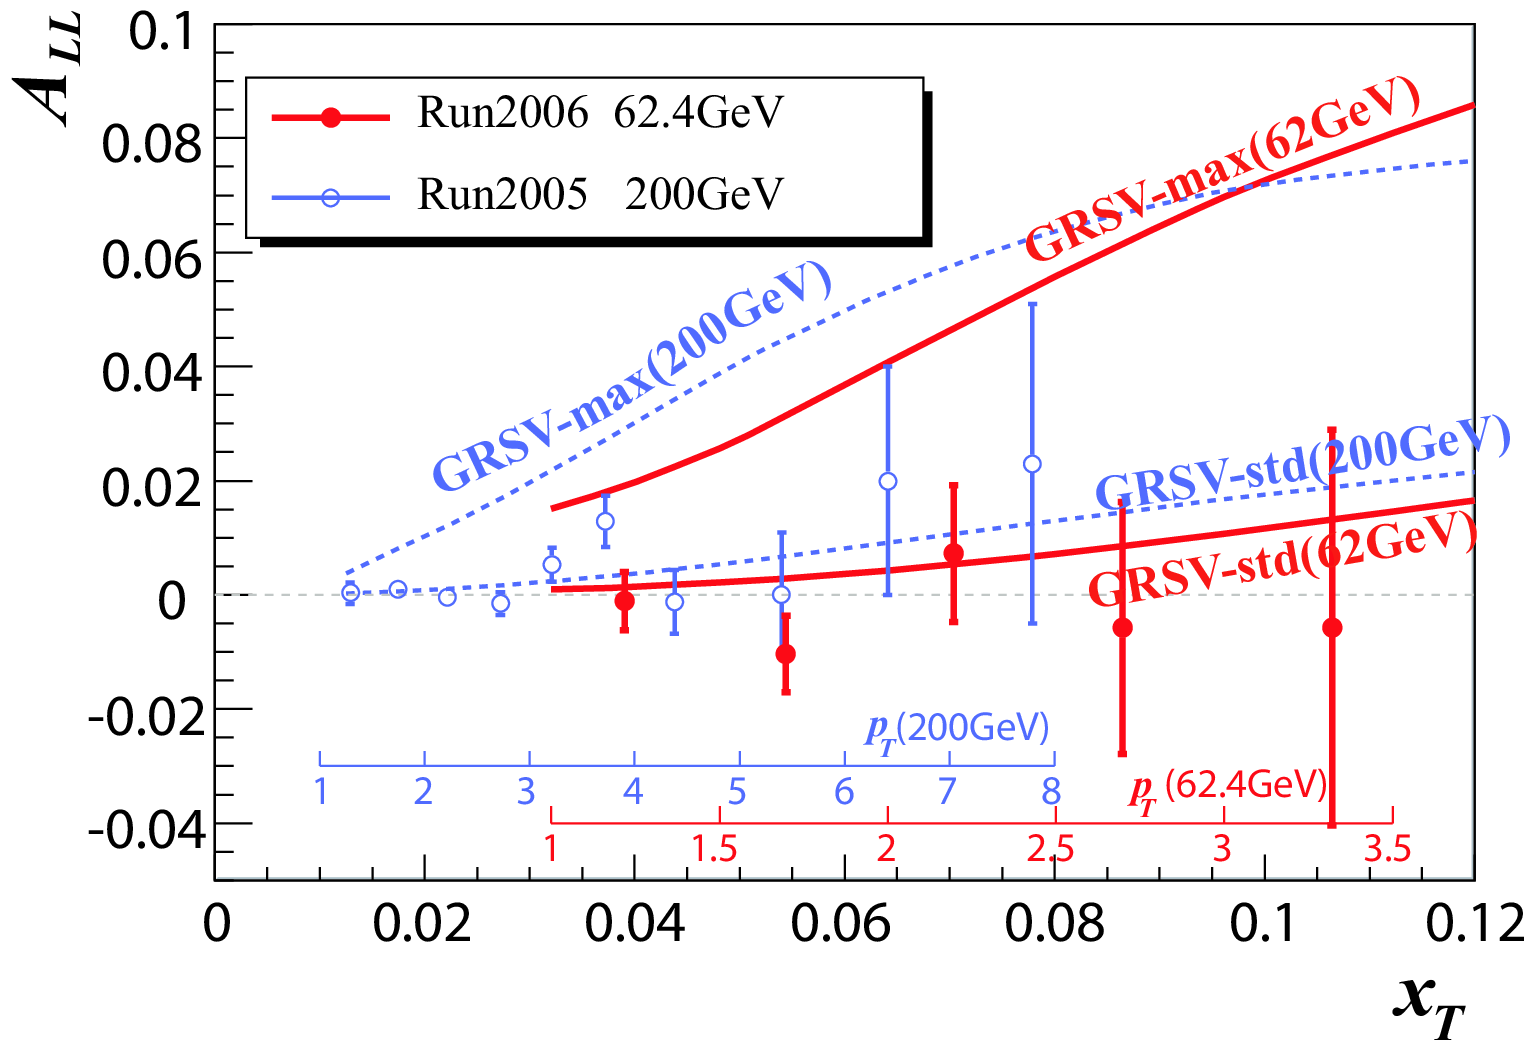 A_LL
0.1
0.08
0.06
0.04
0.02
0
-0.02
-0.04
Run2006 62.4GeV
Run2005 200GeV
GRSV-max(62GeV)
GRSV-max(200GeV)
GRSV-std(200GeV)
GRSV-std(62GeV)
p_T(200GeV)
1 2 3 4 5 6 7 8
p_T (62.4GeV)
1 1.5 2 2.5 3 3.5
0 0.02 0.04 0.06 0.08 0.1 0.12
x_T